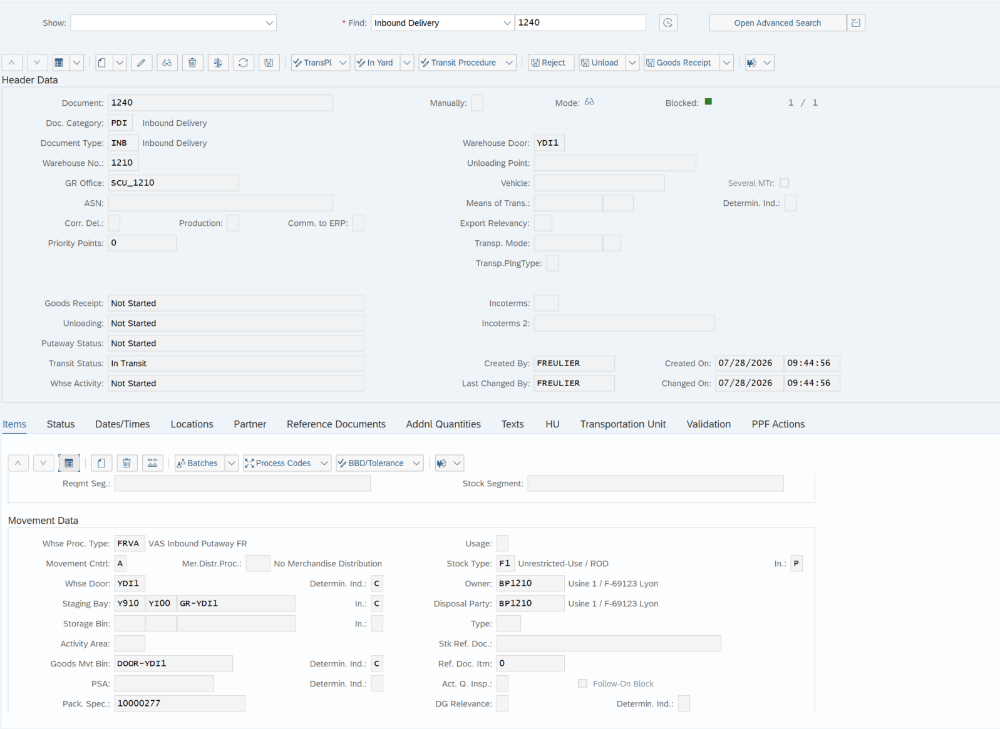 Show:
* Find: Inbound Delivery 1240 Open Advanced Search
TransPl In Yard Transit Procedure Reject Unload Goods Receipt
Header Data
Document: 1240 Manually: Mode: Blocked: 1 / 1
Doc. Category: PDI Inbound Delivery
Document Type: INB Inbound Delivery Warehouse Door: YDI1
Warehouse No.: 1210 Unloading Point:
GR Office: SCU_1210 Vehicle: Several MTr:
ASN: Means of Trans.: Determin. Ind.:
Corr. Del.: Production: Comm. to ERP: Export Relevancy:
Priority Points: 0 Transp. Mode:
Transp.PlngType:
Goods Receipt: Not Started Incoterms:
Unloading: Not Started Incoterms 2:
Putaway Status: Not Started
Transit Status: In Transit Created By: FREULIER Created On: 07/28/2026 09:44:56
Whse Activity: Not Started Last Changed By: FREULIER Changed On: 07/28/2026 09:44:56
Items Status Dates/Times Locations Partner Reference Documents Addnl Quantities Texts HU Transportation Unit Validation PPF Actions
Batches Process Codes BBD/Tolerance
Reqmt Seg.: Stock Segment:
Movement Data
Whse Proc. Type: FRVA VAS Inbound Putaway FR Usage:
Movement Cntrl: A Mer.Distr.Proc.: No Merchandise Distribution Stock Type: F1 Unrestricted-Use / ROD In.: P
Whse Door: YDI1 Determin. Ind.: C Owner: BP1210 Usine 1 / F-69123 Lyon
Staging Bay: Y910 YI00 GR-YDI1 In.: C Disposal Party: BP1210 Usine 1 / F-69123 Lyon
Storage Bin: In.: Type:
Activity Area: Stk Ref. Doc.:
Goods Mvt Bin: DOOR-YDI1 Determin. Ind.: C Ref. Doc. Itm: 0
PSA: Determin. Ind.: Act. Q. Insp.: Follow-On Block
Pack. Spec.: 10000277 DG Relevance: Determin. Ind.: